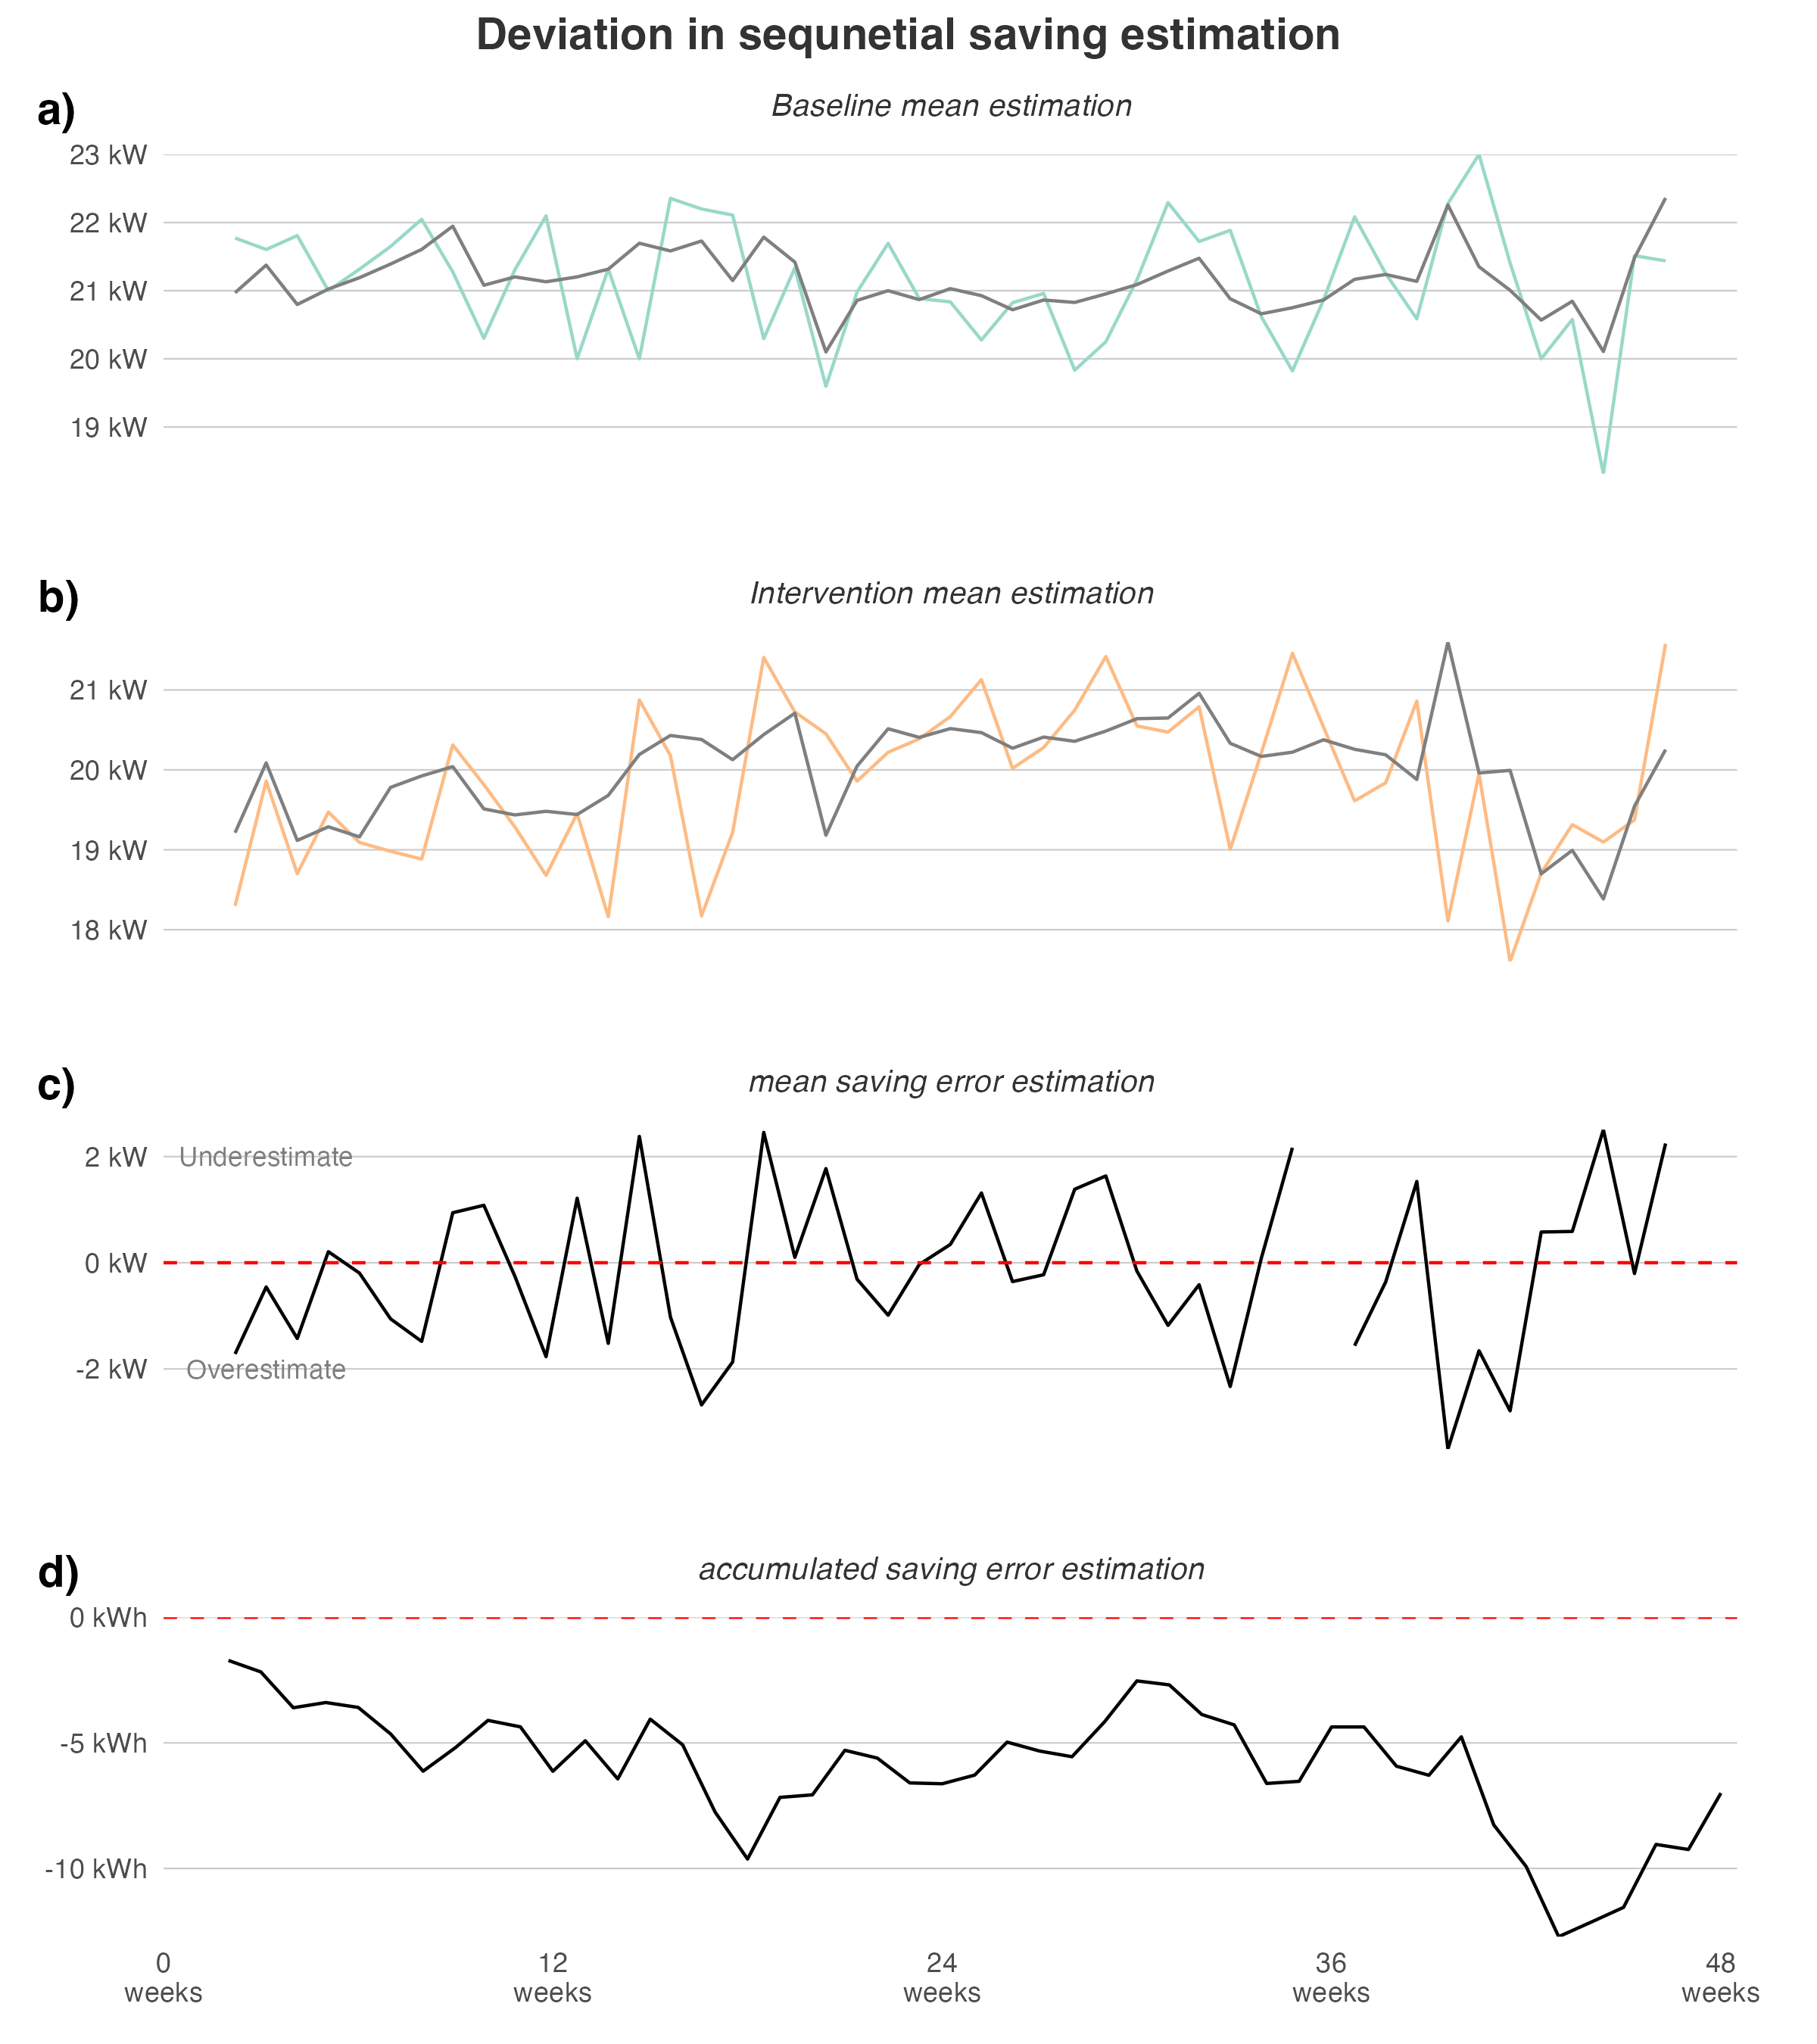 Deviation in sequnetial saving estimation
a)
Baseline mean estimation
23 kW
22 kW
21 kW
20 kW
19 kW
b)
Intervention mean estimation
21 kW
20 kW
19 kW
18 kW
c)
mean saving error estimation
2 kW
Underestimate
0 kW
-2 kW
Overestimate
d)
accumulated saving error estimation
0 kWh
-5 kWh
-10 kWh
0 12 24 36 48
weeks weeks weeks weeks weeks